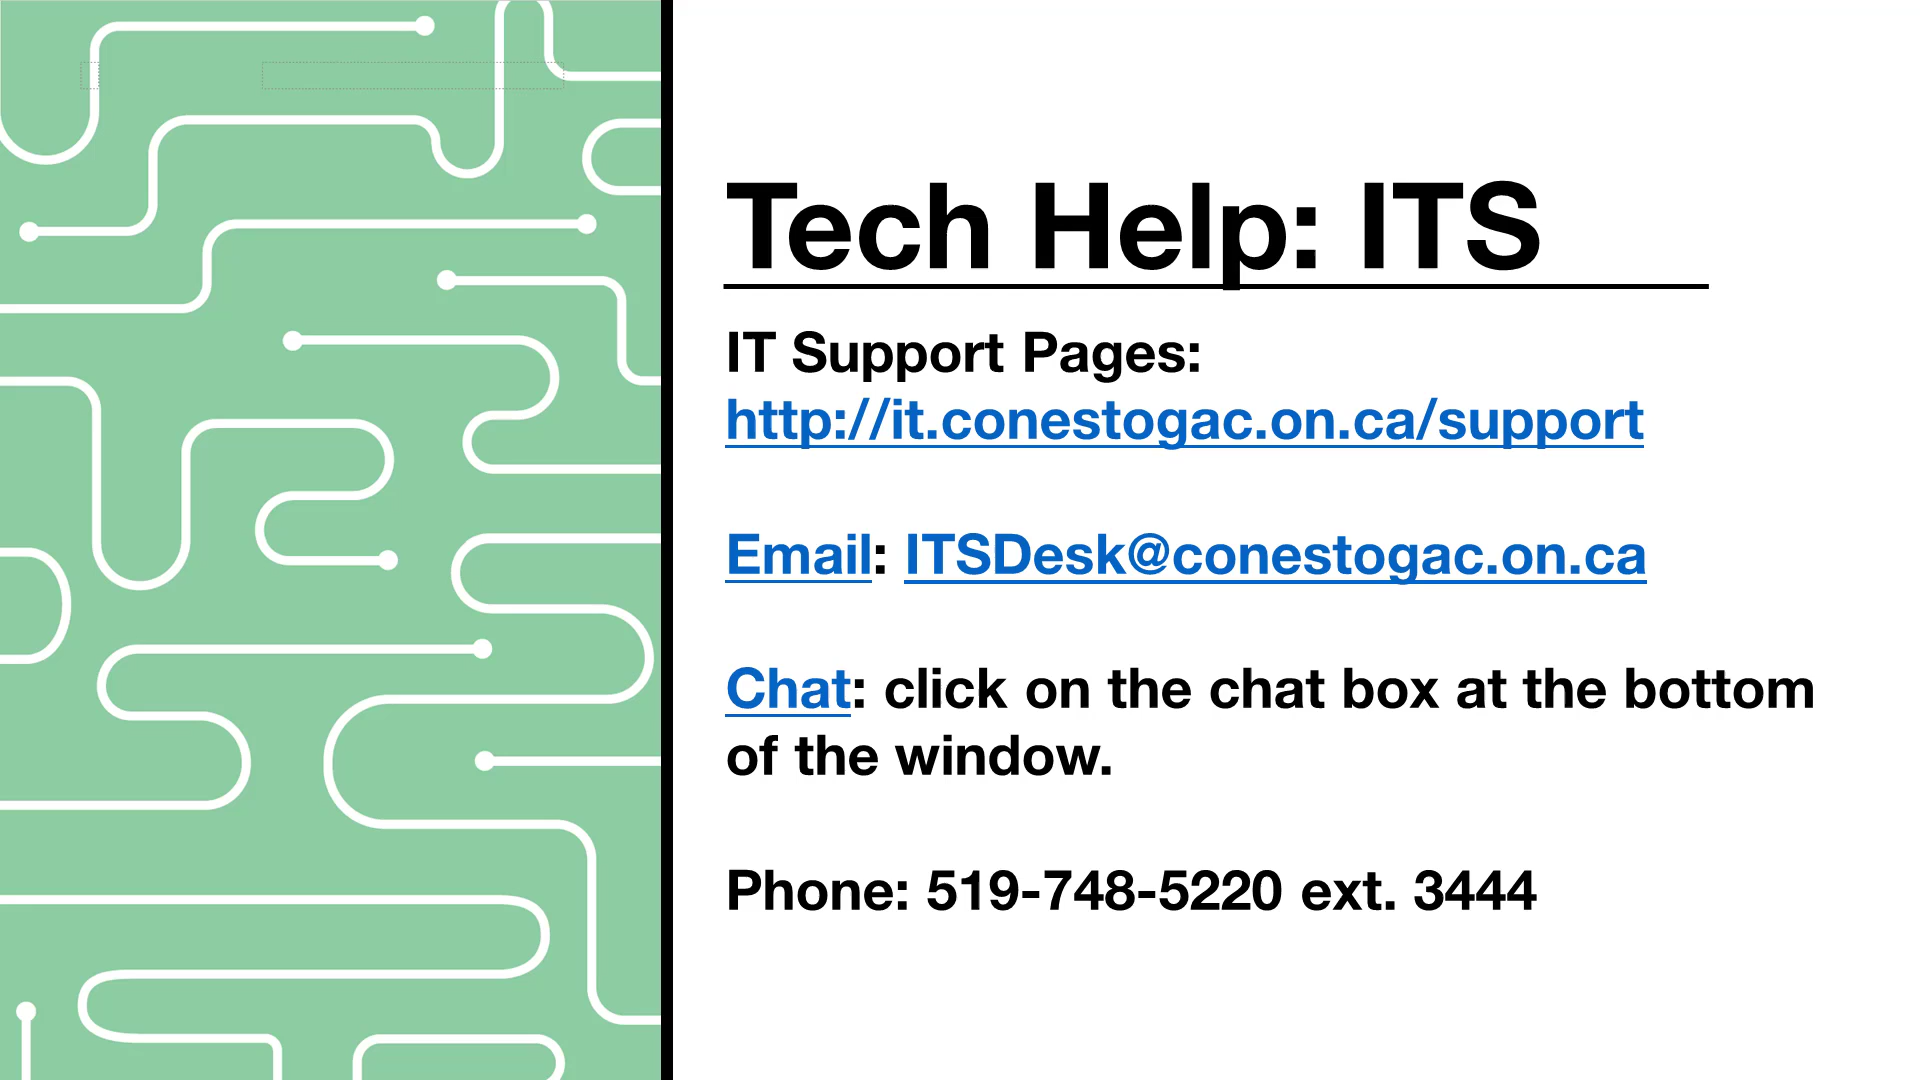 Tech Help: ITS
IT Support Pages:
http://it.conestogac.on.ca/support
Email: ITSDesk@conestogac.on.ca
Chat: click on the chat box at the bottom
of the window.
Phone: 519-748-5220 ext. 3444